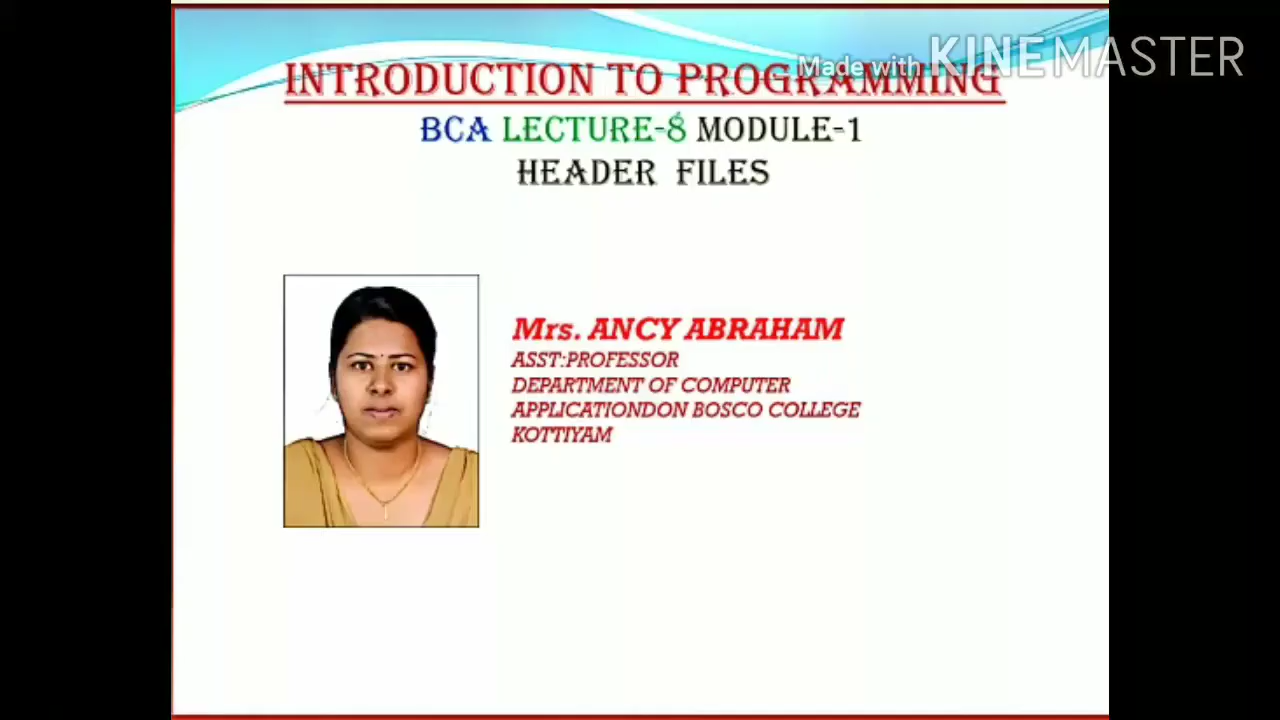 Made with KINEMASTER
INTRODUCTION TO PROGRAMMING
BCA LECTURE-8 MODULE-1
HEADER FILES
Mrs. ANCY ABRAHAM
ASST:PROFESSOR
DEPARTMENT OF COMPUTER
APPLICATIONDON BOSCO COLLEGE
KOTTIYAM